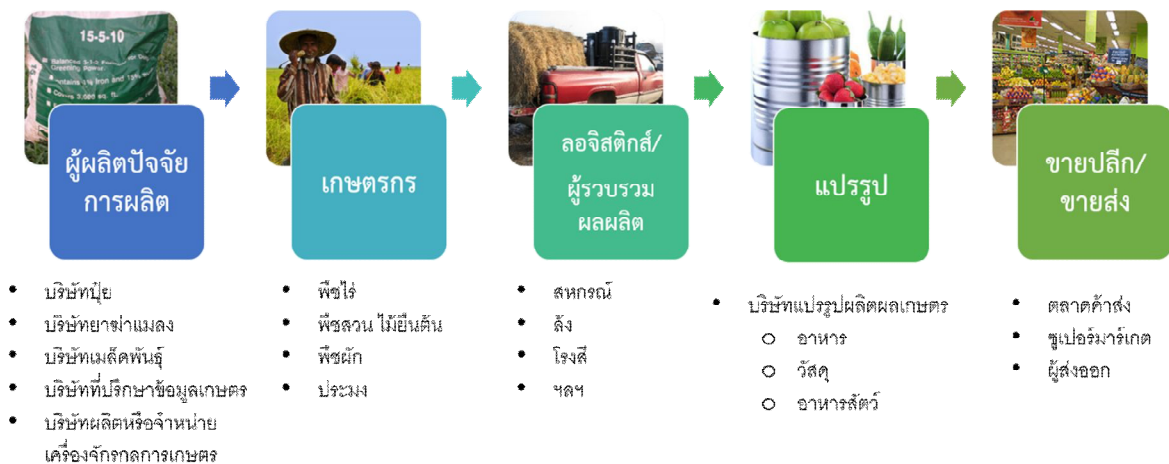 15-5-10
ผู้ผลิตปัจจัย
การผลิต
เกษตรกร
ลอจิสติกส์/
ผู้รวบรวม
ผลผลิต
แปรรูป
ขายปลีก/
ขายส่ง
• บริษัทปุ๋ย
• บริษัทยาฆ่าแมลง
• บริษัทเมล็ดพันธุ์
• บริษัทที่ปรึกษาข้อมูลเกษตร
• บริษัทผลิตหรือจำหน่าย
เครื่องจักรกลการเกษตร
• พืชไร่
• พืชสวน ไม้ยืนต้น
• พืชผัก
• ประมง
• สหกรณ์
• ล้ง
• โรงสี
• ฯลฯ
• บริษัทแปรรูปผลิตผลเกษตร
o อาหาร
o วัสดุ
o อาหารสัตว์
• ตลาดค้าส่ง
• ซูเปอร์มาร์เกต
• ผู้ส่งออก